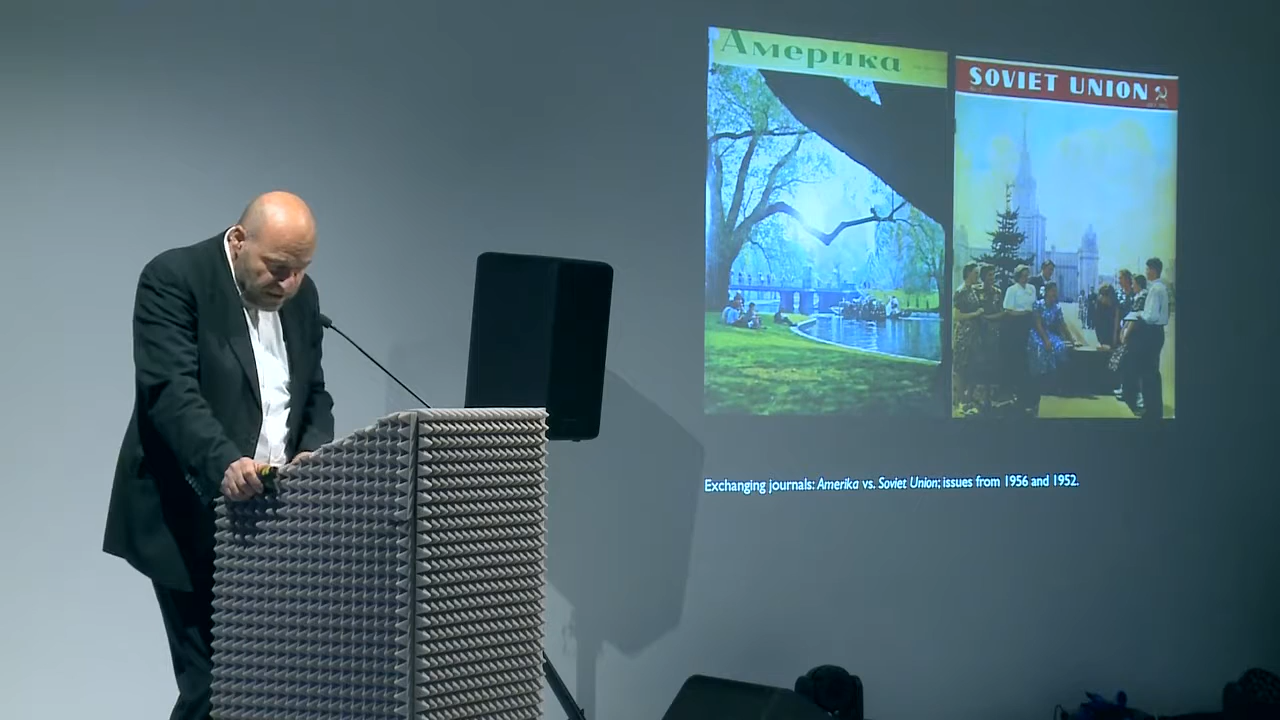 Америка
SOVIET UNION
Exchanging journals: Amerika vs. Soviet Union; issues from 1956 and 1952.